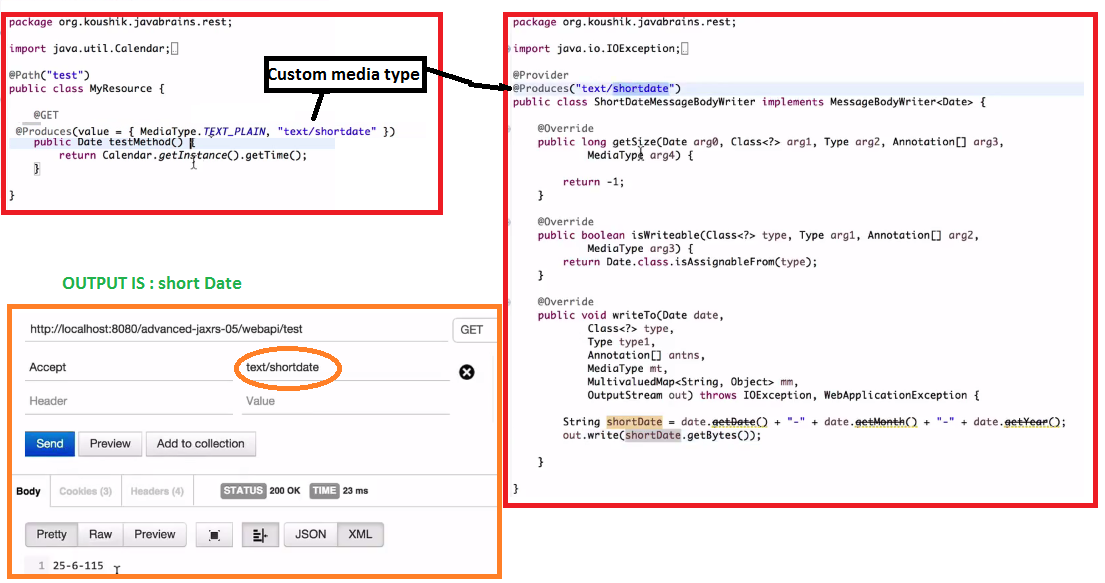 package org.koushik.javabrains.rest;
import java.util.Calendar;
@Path("test")
public class MyResource {
@GET
@Produces(value = { MediaType.TEXT_PLAIN, "text/shortdate" })
public Date testMethod() {
return Calendar.getInstance().getTime();
}
}
Custom media type
package org.koushik.javabrains.rest;
import java.io.IOException;
@Provider
@Produces("text/shortdate")
public class ShortDateMessageBodyWriter implements MessageBodyWriter<Date> {
@Override
public long getSize(Date arg0, Class<?> arg1, Type arg2, Annotation[] arg3,
MediaType arg4) {
return -1;
}
@Override
public boolean isWriteable(Class<?> type, Type arg1, Annotation[] arg2,
MediaType arg3) {
return Date.class.isAssignableFrom(type);
}
@Override
public void writeTo(Date date,
Class<?> type,
Type type1,
Annotation[] antns,
MediaType mt,
MultivaluedMap<String, Object> mm,
OutputStream out) throws IOException, WebApplicationException {
String shortDate = date.getDate() + "-" + date.getMonth() + "-" + date.getYear();
out.write(shortDate.getBytes());
}
}
OUTPUT IS : short Date
http://localhost:8080/advanced-jaxrs-05/webapi/test GET
Accept text/shortdate
Header Value
Send Preview Add to collection
Body Cookies (3) Headers (4) STATUS 200 OK TIME 23 ms
Pretty Raw Preview JSON XML
1 25-6-115